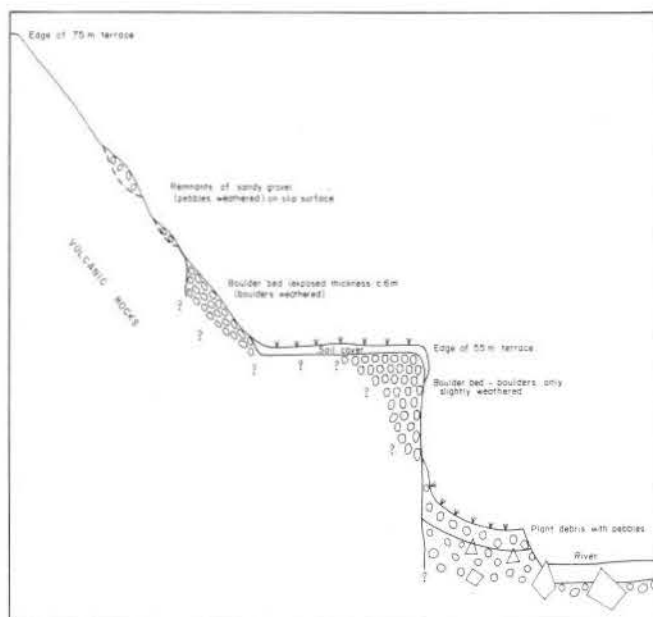 Edge of 75 m terrace
Remnants of sandy gravel
(pebbles weathered) on slip surface
VOLCANIC ROCKS
Boulder bed (exposed thickness c.6m)
(boulders weathered)
?
?
?
?
?
?
?
Soil cover
Edge of 55 m terrace
Boulder bed - boulders only
slightly weathered
?
Plant debris with pebbles
River
?